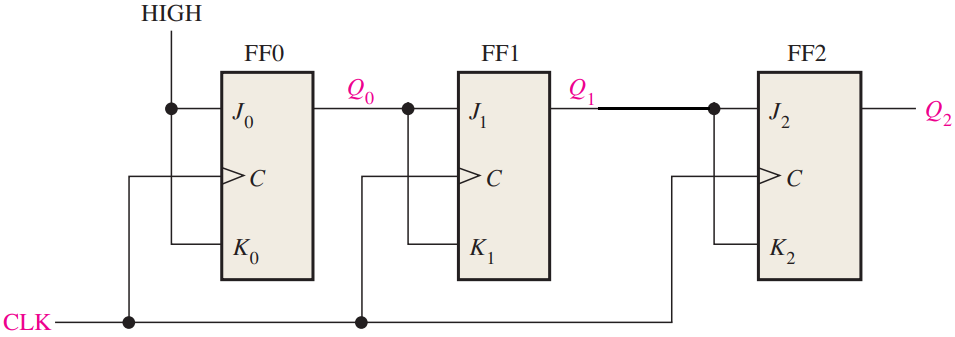 HIGH
FF0 FF1 FF2
J0 Q0 J1 Q1 J2 Q2
C C C
K0 K1 K2
CLK